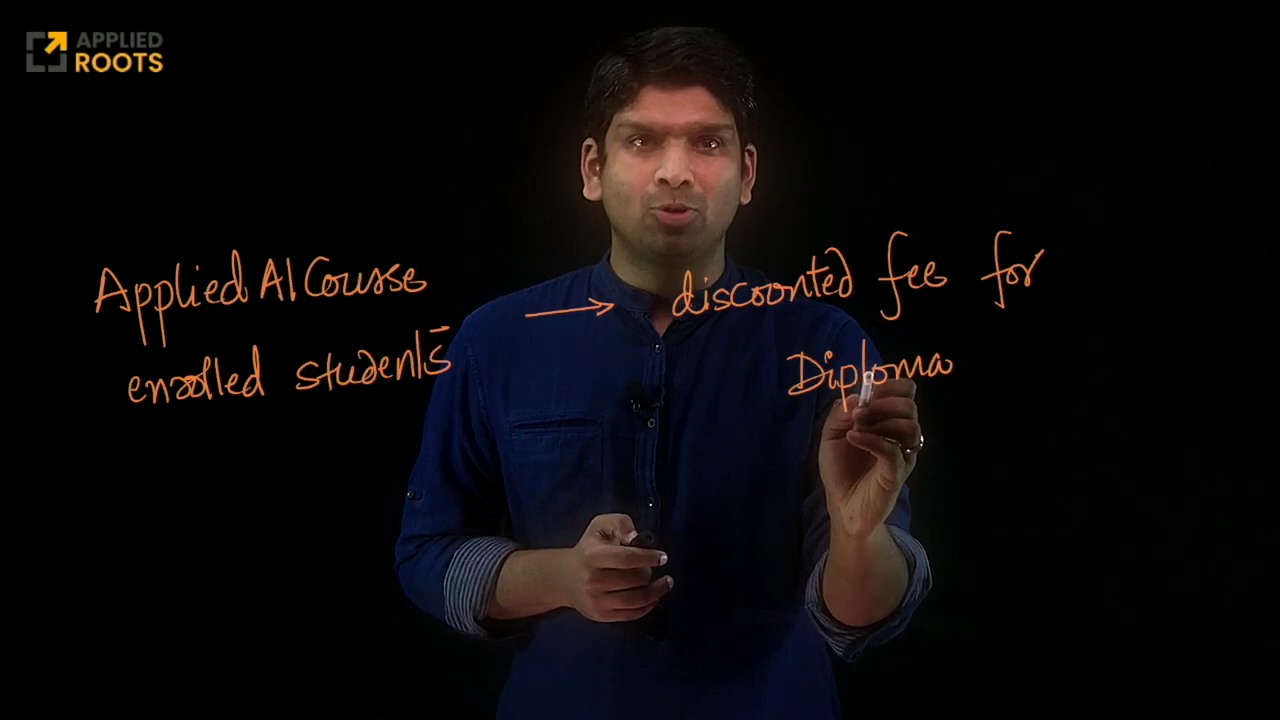 APPLIED
ROOTS
Applied AI Course → discounted fee for
enrolled students Diploma